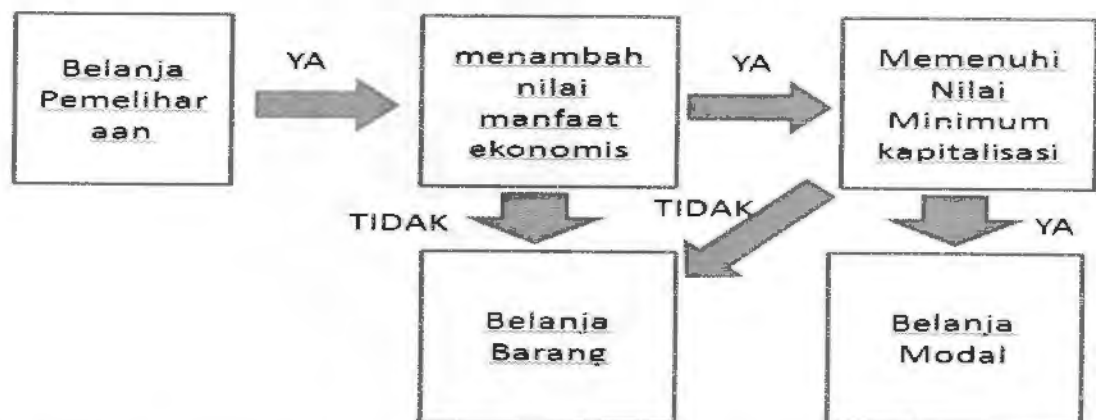 Belanja
Pemelihar
aan
YA
menambah
nilai
manfaat
ekonomis
YA
Memenuhi
Nilai
Minimum
kapitalisasi
TIDAK
TIDAK
YA
Belanja
Barang
Belanja
Modal